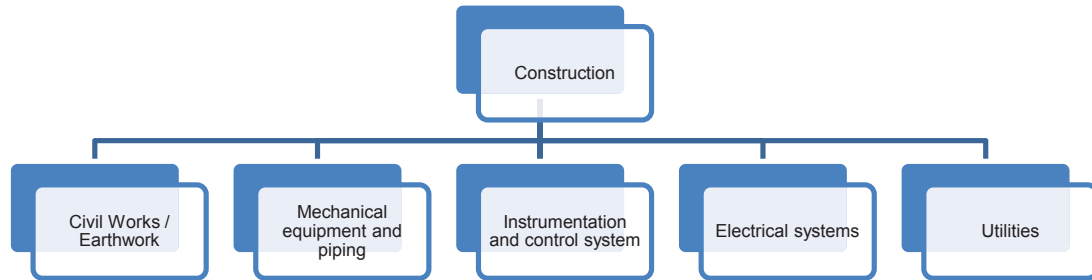 Construction
Civil Works /
Earthwork
Mechanical
equipment and
piping
Instrumentation
and control system
Electrical systems
Utilities